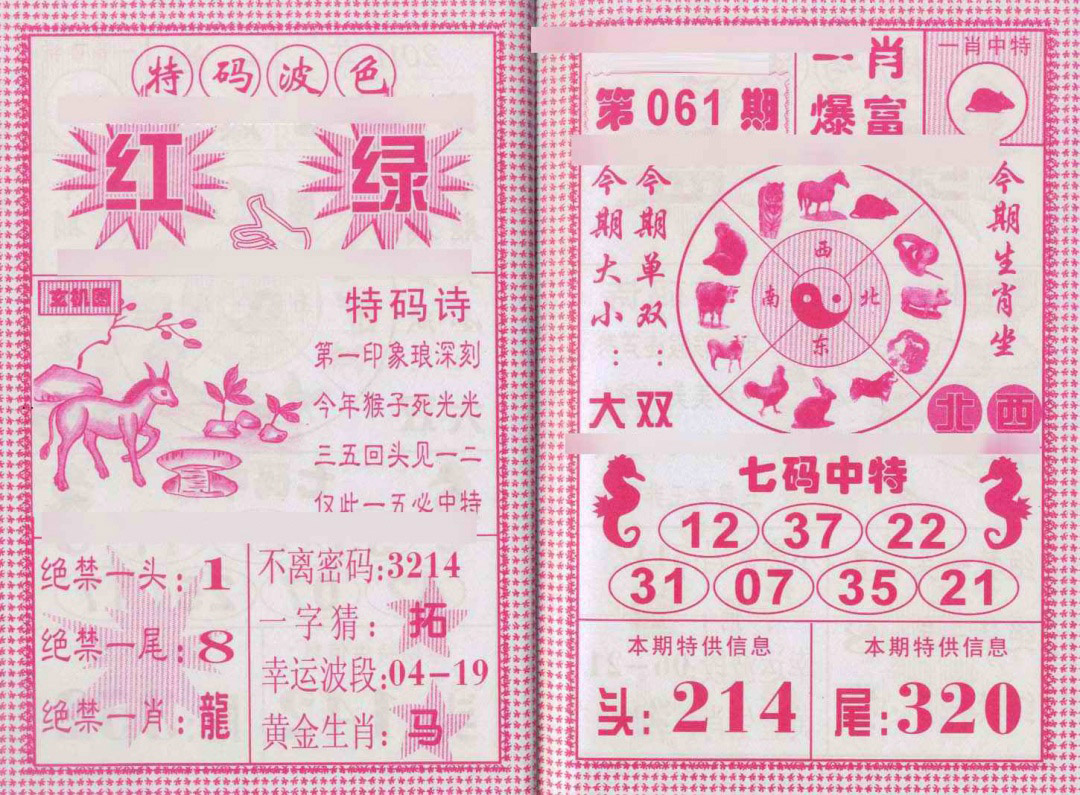 特码波色
红 绿
玄机图
特码诗
第一印象琅深刻
今年猴子死光光
三五回头见一二
仅此一五必中特
绝禁一头：1
绝禁一尾：8
绝禁一肖：龍
不离密码：3214
一字猜：拓
幸运波段：04-19
黄金生肖：马
第061期
一肖
爆富
一肖中特
今期大小：大
今期单双：双
西
南 北
东
今期生肖坐
北西
七码中特
12 37 22
31 07 35 21
本期特供信息
头：214
本期特供信息
尾：320